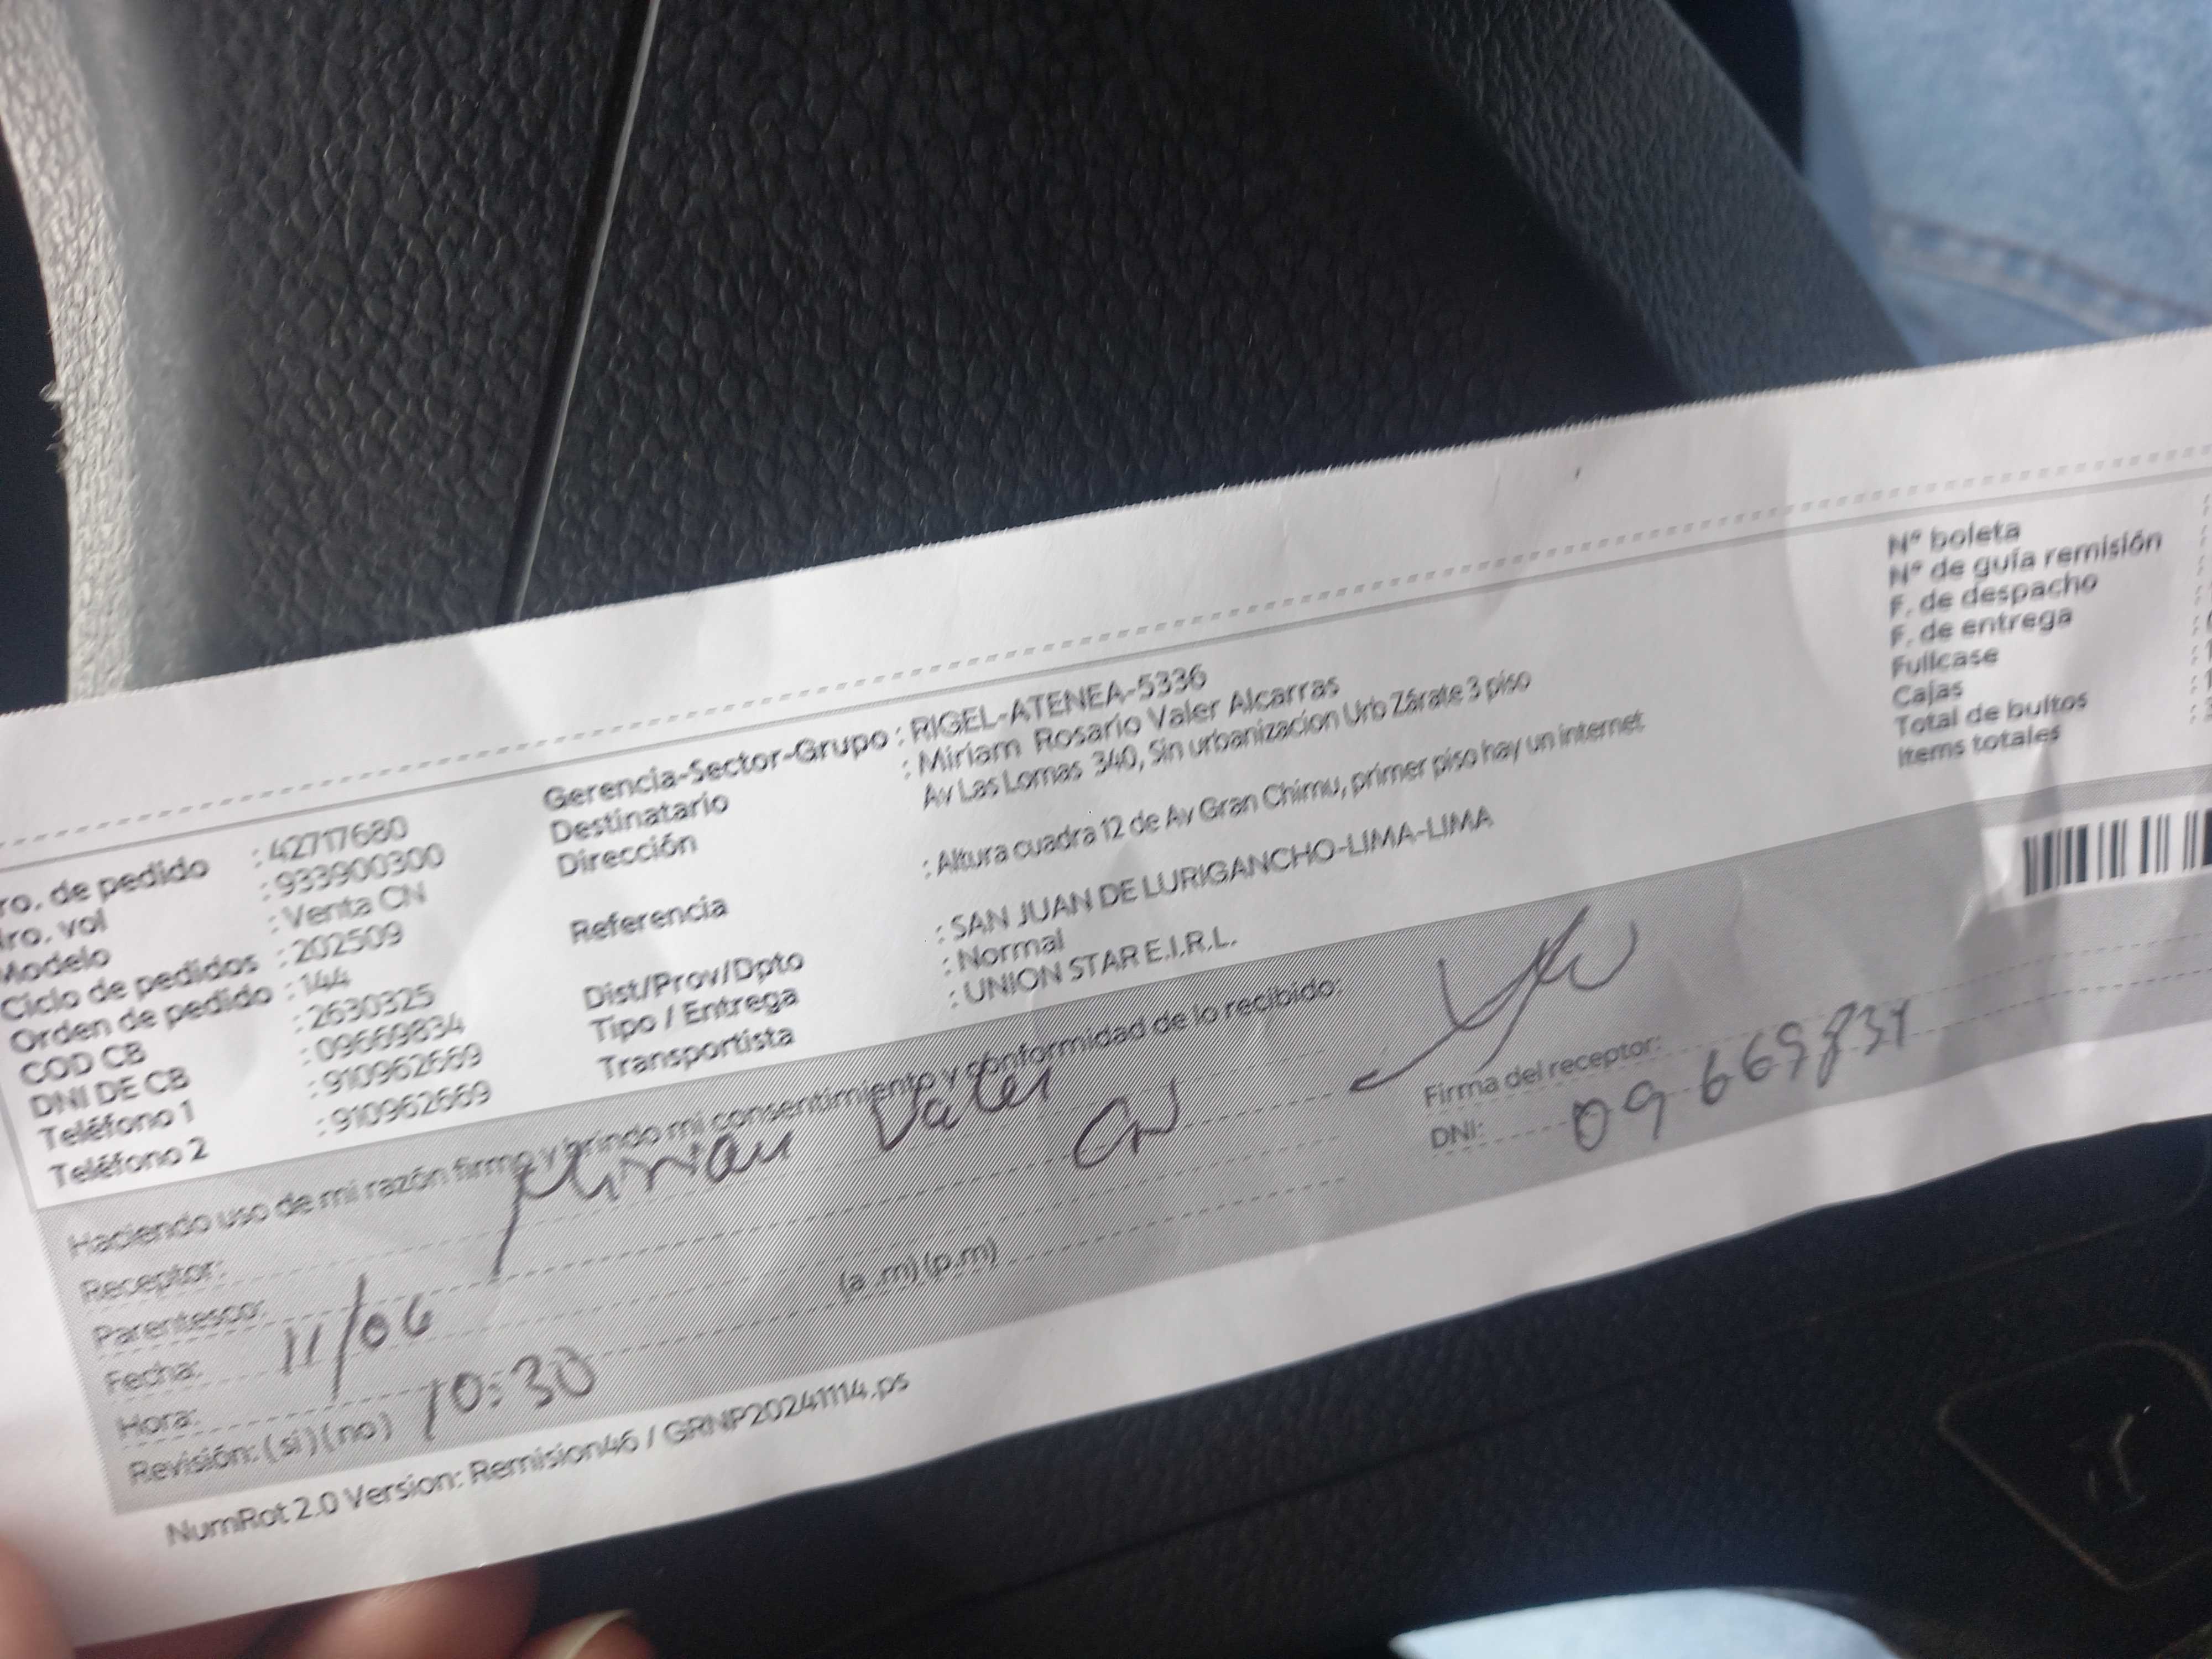 ro. de pedido : 42717680
ro. vol : 933900300
Modelo : Venta CN
Ciclo de pedidos : 202509
Orden de pedido : 144
COD CB : 2630325
DNI DE CB : 09669834
Teléfono 1 : 910962669
Teléfono 2 : 910962669
Gerencia-Sector-Grupo : RIGEL-ATENEA-5336
Destinatario : Miriam Rosario Valer Alcarras
Dirección Av Las Lomas 340, Sin urbanizacion Urb Zárate 3 piso
Referencia : Altura cuadra 12 de Av Gran Chimu, primer piso hay un internet
Dist/Prov/Dpto : SAN JUAN DE LURIGANCHO-LIMA-LIMA
Tipo / Entrega : Normal
Transportista : UNION STAR E.I.R.L.
N° boleta
N° de guía remisión
F. de despacho
F. de entrega
Fullcase
Cajas
Total de bultos
Items totales
Haciendo uso de mi razón firmo y brindo mi consentimiento y conformidad de lo recibido:
Receptor: Miriam Valer
Parentesco: CN
Fecha: 11/06
Hora: 10:30 (a .m) (p.m)
Revisión: ( si ) ( no )
Firma del receptor:
DNI: 09669834
NumRot 2.0 Version: Remision46 / GRNP20241114.ps